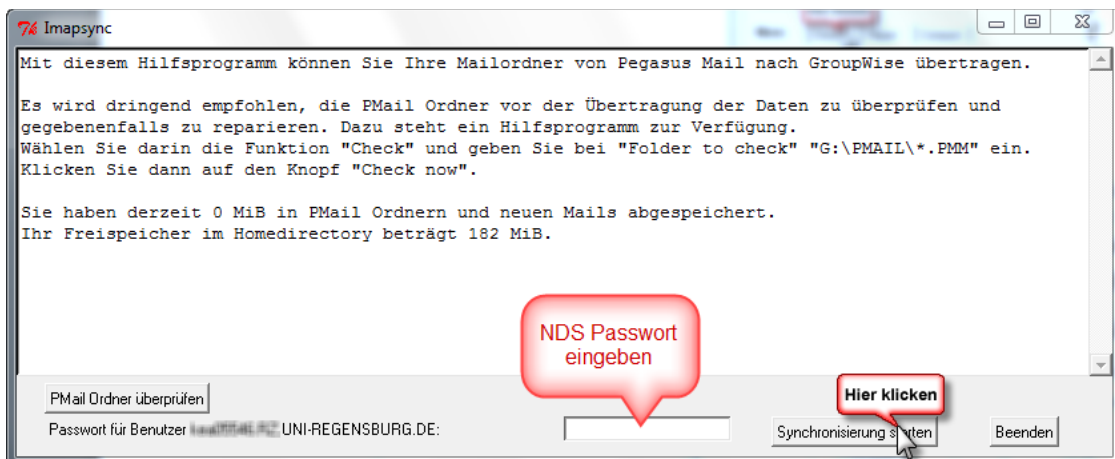 Imapsync
Mit diesem Hilfsprogramm können Sie Ihre Mailordner von Pegasus Mail nach GroupWise übertragen.
Es wird dringend empfohlen, die PMail Ordner vor der Übertragung der Daten zu überprüfen und
gegebenenfalls zu reparieren. Dazu steht ein Hilfsprogramm zur Verfügung.
Wählen Sie darin die Funktion "Check" und geben Sie bei "Folder to check" "G:\PMAIL\*.PMM" ein.
Klicken Sie dann auf den Knopf "Check now".
Sie haben derzeit 0 MiB in PMail Ordnern und neuen Mails abgespeichert.
Ihr Freispeicher im Homedirectory beträgt 182 MiB.
NDS Passwort
eingeben
PMail Ordner überprüfen
Hier klicken
Passwort für Benutzer UNI-REGENSBURG.DE:
Synchronisierung starten
Beenden